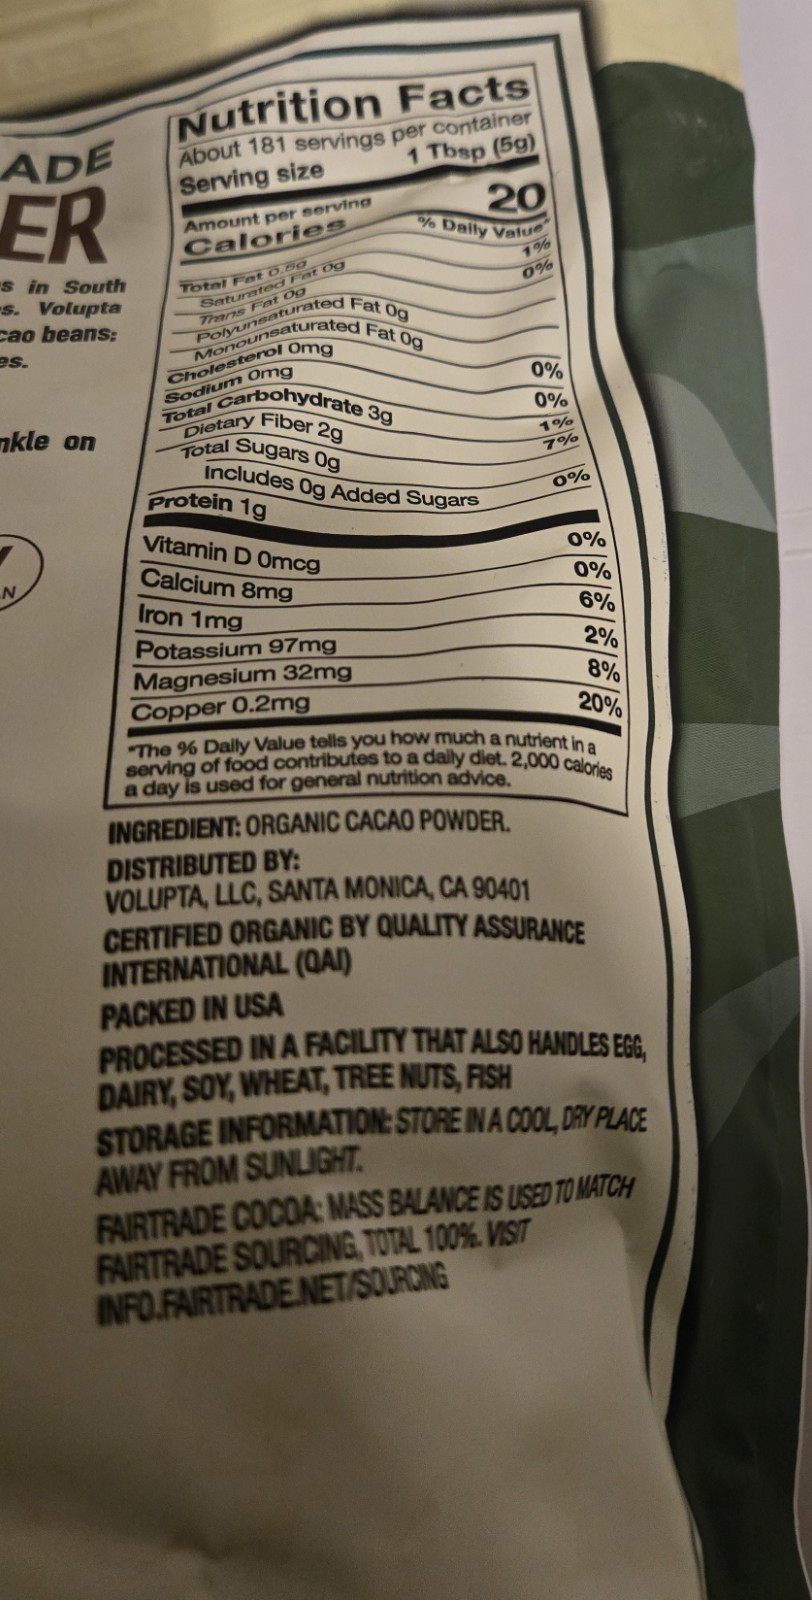 ADE
ER
s in South
s. Volupta
cao beans;
es.
nkle on
N
Nutrition Facts
About 181 servings per container
Serving size 1 Tbsp (5g)
Amount per serving
Calories 20
% Daily Value*
Total Fat 0.5g 1%
Saturated Fat 0g 0%
Trans Fat 0g
Polyunsaturated Fat 0g
Monounsaturated Fat 0g
Cholesterol 0mg 0%
Sodium 0mg 0%
Total Carbohydrate 3g 1%
Dietary Fiber 2g 7%
Total Sugars 0g
Includes 0g Added Sugars 0%
Protein 1g
Vitamin D 0mcg 0%
Calcium 8mg 0%
Iron 1mg 6%
Potassium 97mg 2%
Magnesium 32mg 8%
Copper 0.2mg 20%
*The % Daily Value tells you how much a nutrient in a
serving of food contributes to a daily diet. 2,000 calories
a day is used for general nutrition advice.
INGREDIENT: ORGANIC CACAO POWDER.
DISTRIBUTED BY:
VOLUPTA, LLC, SANTA MONICA, CA 90401
CERTIFIED ORGANIC BY QUALITY ASSURANCE
INTERNATIONAL (QAI)
PACKED IN USA
PROCESSED IN A FACILITY THAT ALSO HANDLES EGG,
DAIRY, SOY, WHEAT, TREE NUTS, FISH
STORAGE INFORMATION: STORE IN A COOL, DRY PLACE
AWAY FROM SUNLIGHT.
FAIRTRADE COCOA: MASS BALANCE IS USED TO MATCH
FAIRTRADE SOURCING, TOTAL 100%. VISIT
INFO.FAIRTRADE.NET/SOURCING